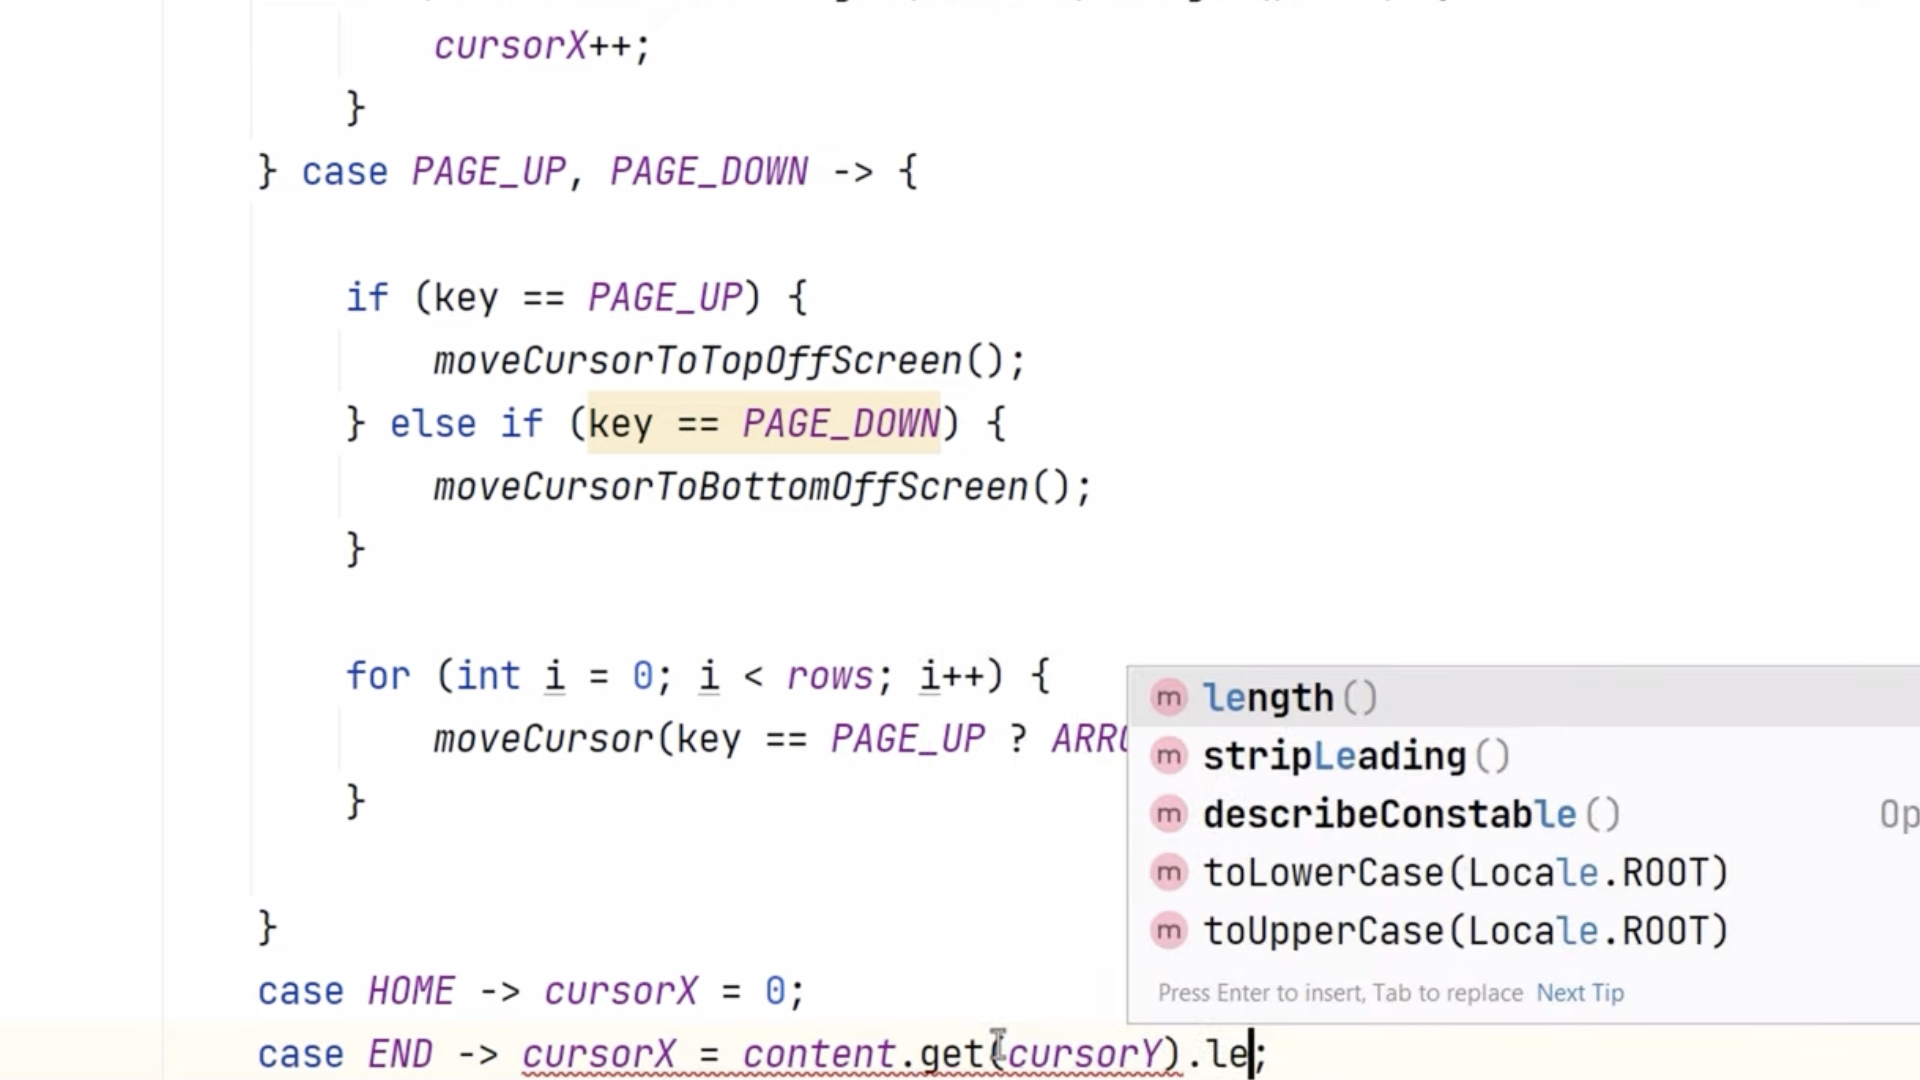 cursorX++;
}
} case PAGE_UP, PAGE_DOWN -> {
if (key == PAGE_UP) {
moveCursorToTopOffScreen();
} else if (key == PAGE_DOWN) {
moveCursorToBottomOffScreen();
}
for (int i = 0; i < rows; i++) {
moveCursor(key == PAGE_UP ?
}
}
case HOME -> cursorX = 0;
case END -> cursorX = content.get(cursorY).le;
m length()
m stripLeading()
m describeConstable() Op
m toLowerCase(Locale.ROOT)
m toUpperCase(Locale.ROOT)
Press Enter to insert, Tab to replace Next Tip